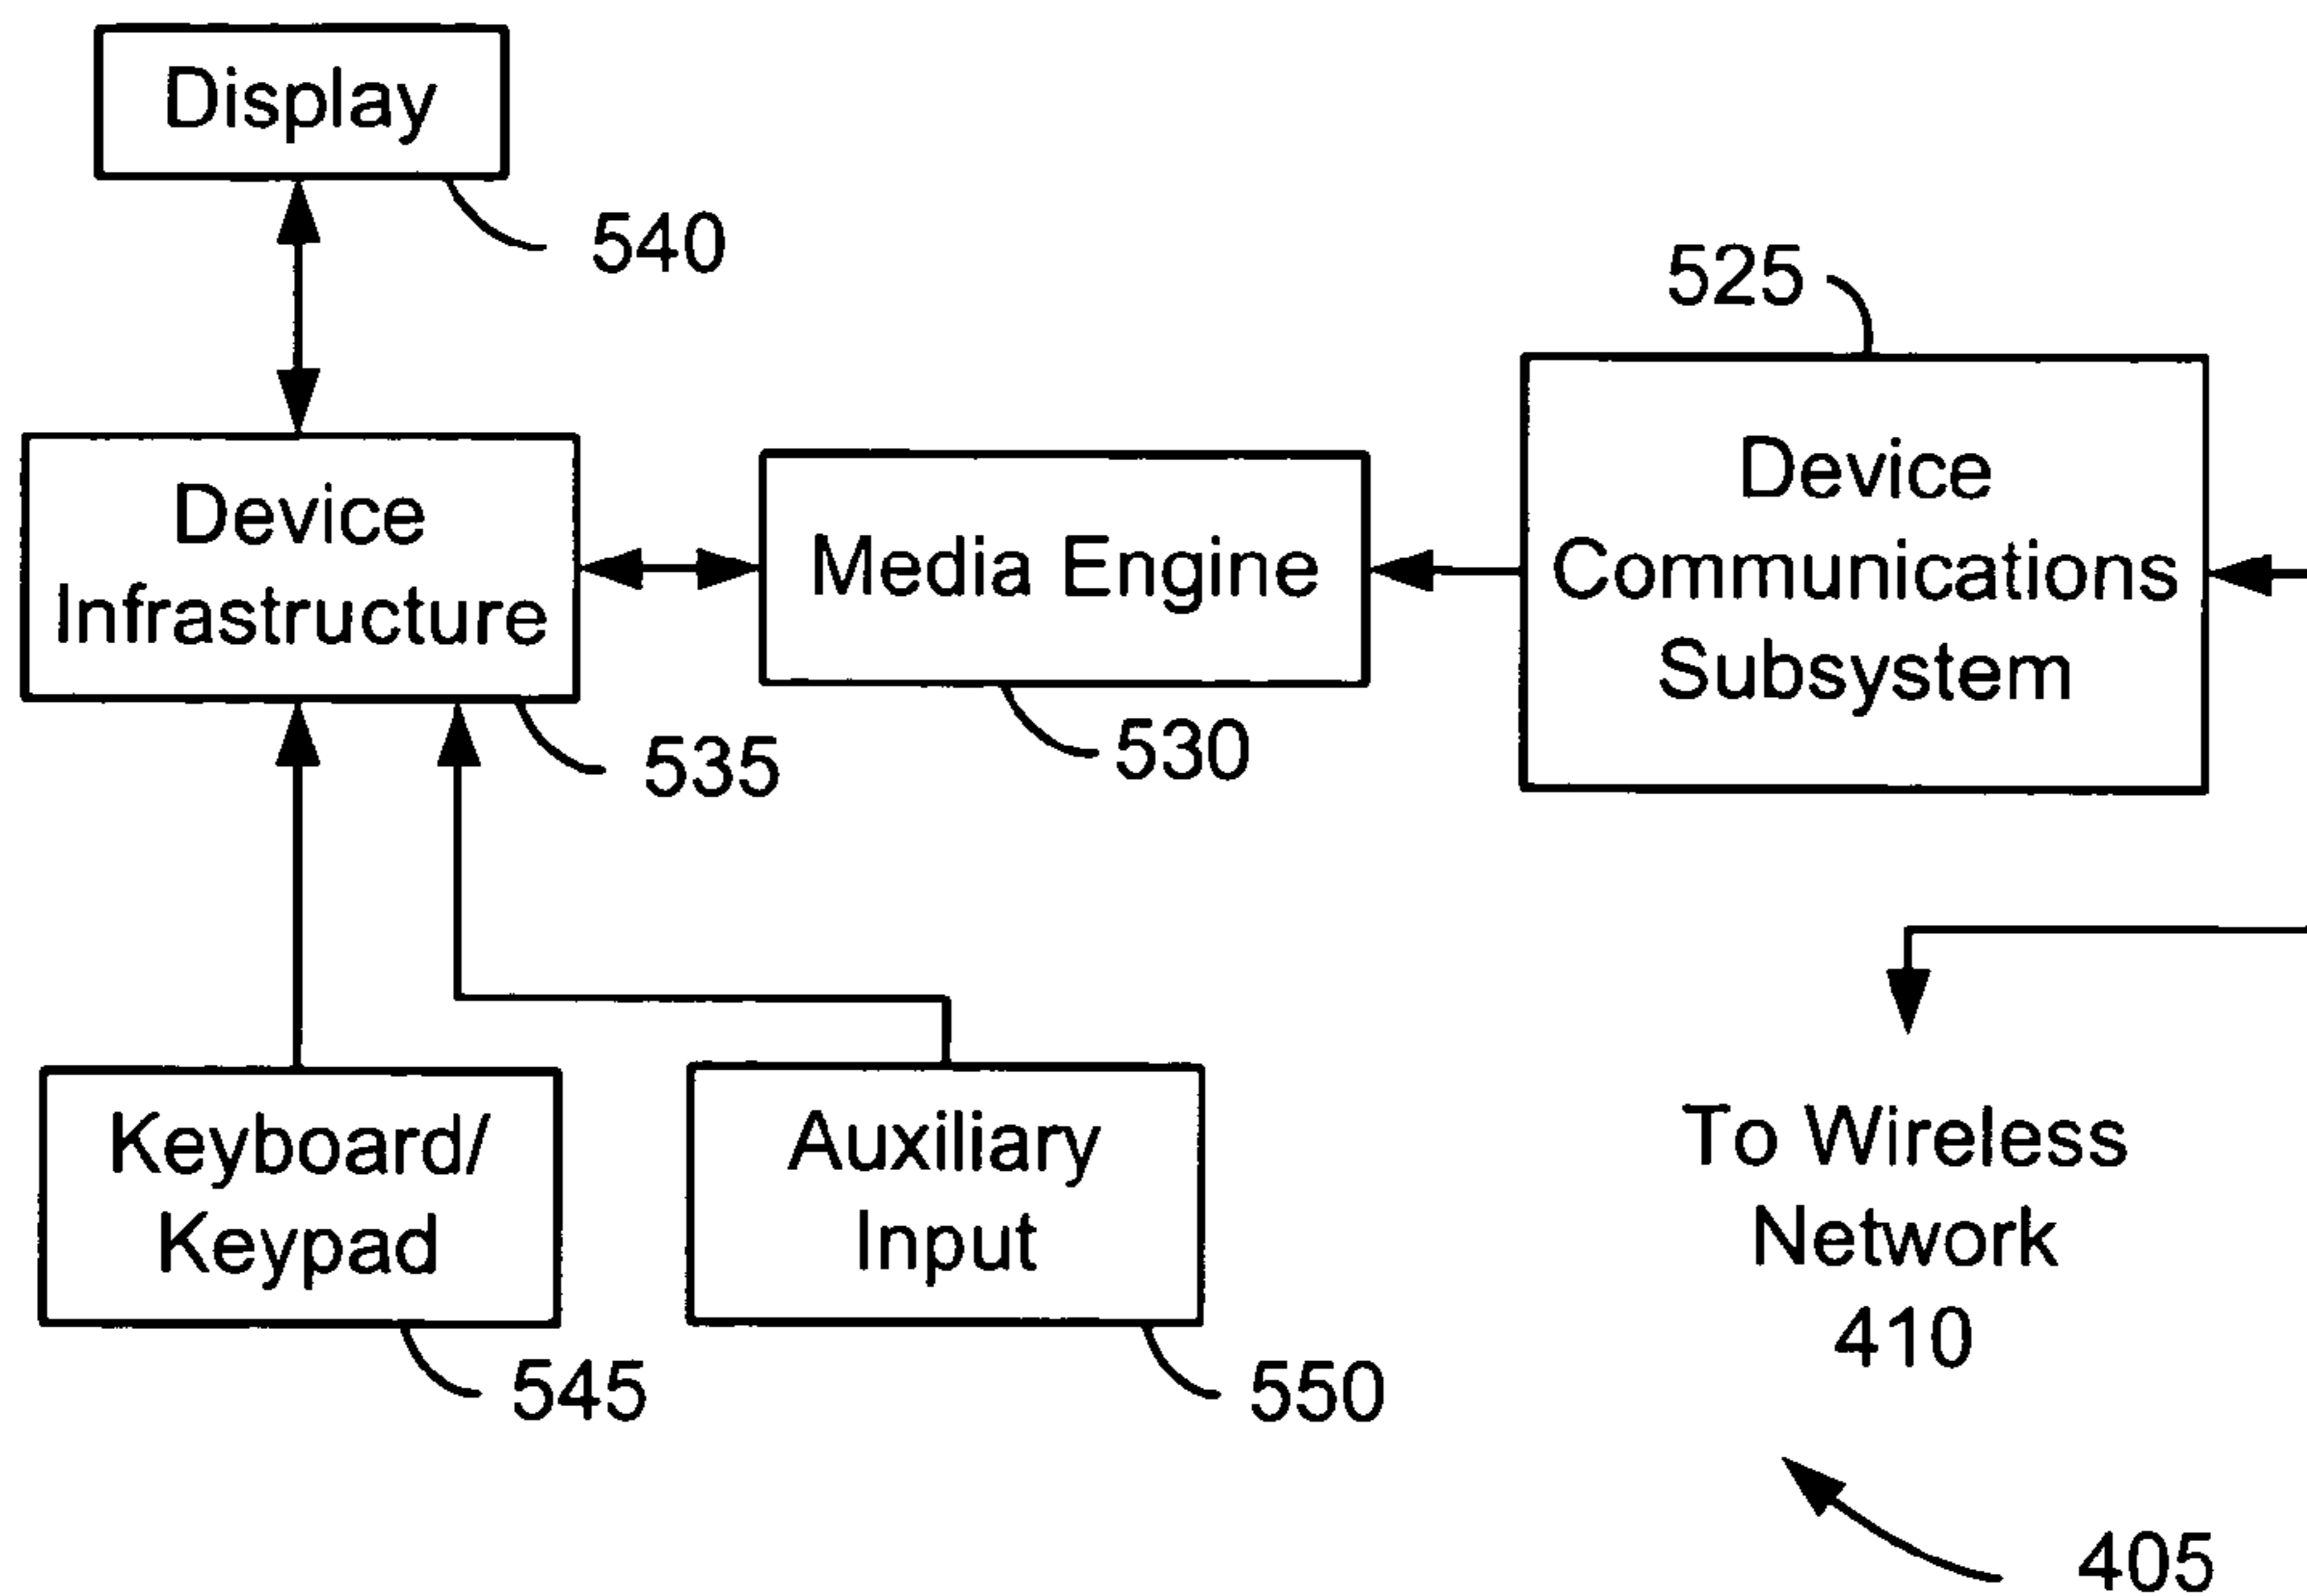 Display
540
525
Device
Infrastructure
535
Media Engine
530
Device
Communications
Subsystem
Keyboard/
Keypad
545
Auxiliary
Input
550
To Wireless
Network
410
405